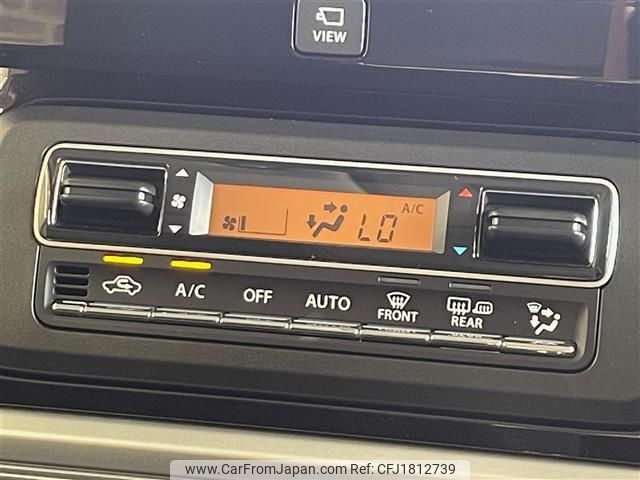 VIEW
A/C
LO
A/C
OFF
AUTO
FRONT
REAR
www.CarFromJapan.com Ref: CFJ1812739